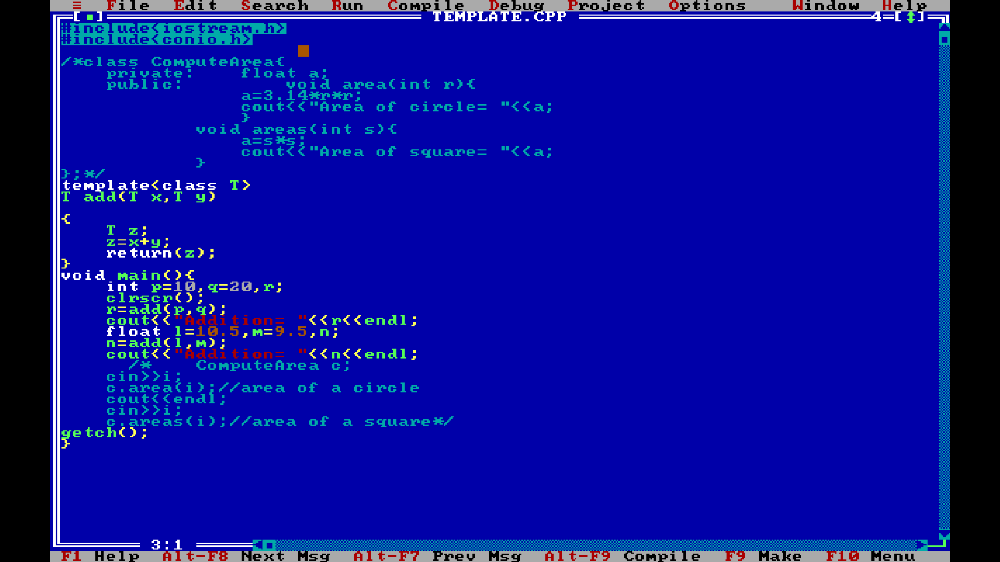 ≡ File Edit Search Run Compile Debug Project Options Window Help
[■] TEMPLATE.CPP 4=[↕]
#include<iostream.h>
#include<conio.h>
/*class ComputeArea{
private: float a;
public: void area(int r){
a=3.14*r*r;
cout<<"Area of circle= "<<a;
}
void areas(int s){
a=s*s;
cout<<"Area of square= "<<a;
}
};*/
template<class T>
T add(T x,T y)
{
T z;
z=x+y;
return(z);
}
void main(){
int p=10,q=20,r;
clrscr();
r=add(p,q);
cout<<"Addition= "<<r<<endl;
float l=10.5,m=9.5,n;
n=add(l,m);
cout<<"Addition= "<<n<<endl;
/* ComputeArea c;
cin>>i;
c.area(i);//area of a circle
cout<<endl;
cin>>i;
c.areas(i);//area of a square*/
getch();
}
3:1
F1 Help Alt-F8 Next Msg Alt-F7 Prev Msg Alt-F9 Compile F9 Make F10 Menu